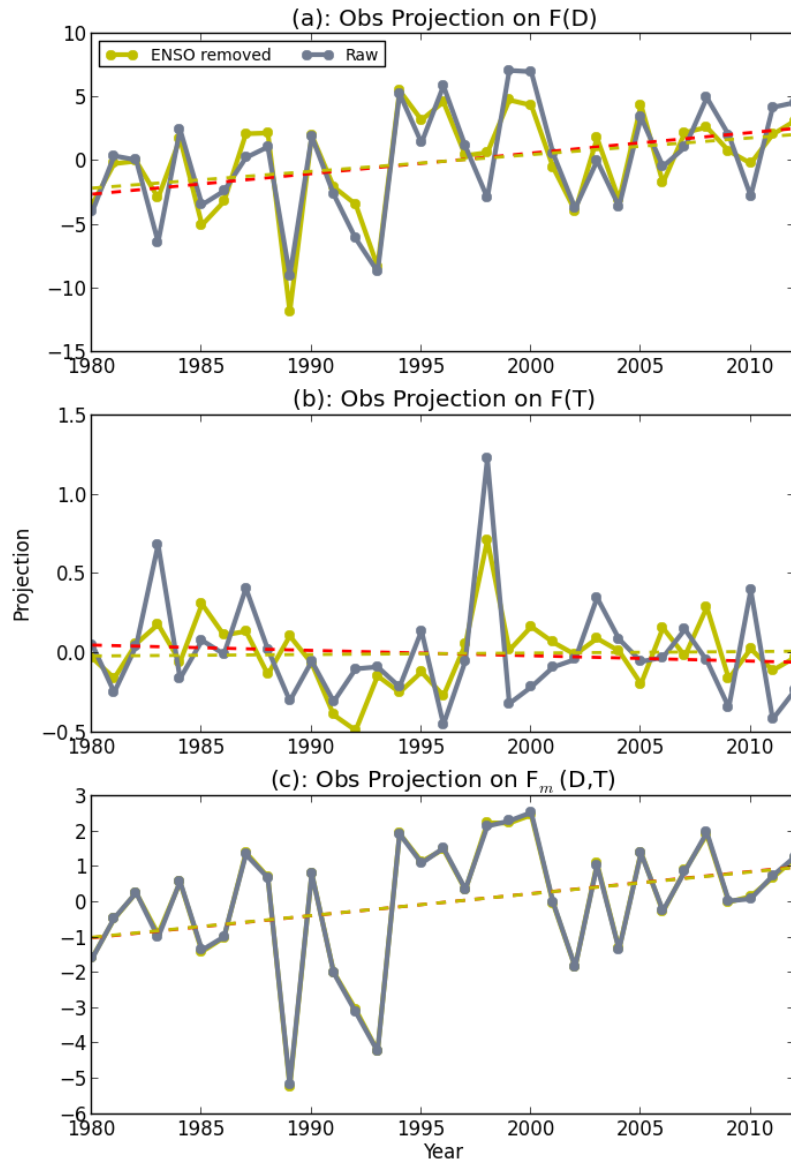 (a): Obs Projection on F(D)
ENSO removed Raw
10
5
0
−5
−10
−15
1980 1985 1990 1995 2000 2005 2010
(b): Obs Projection on F(T)
1.5
1.0
0.5
0.0
−0.5
Projection
1980 1985 1990 1995 2000 2005 2010
(c): Obs Projection on Fm (D,T)
3
2
1
0
−1
−2
−3
−4
−5
−6
1980 1985 1990 1995 2000 2005 2010
Year